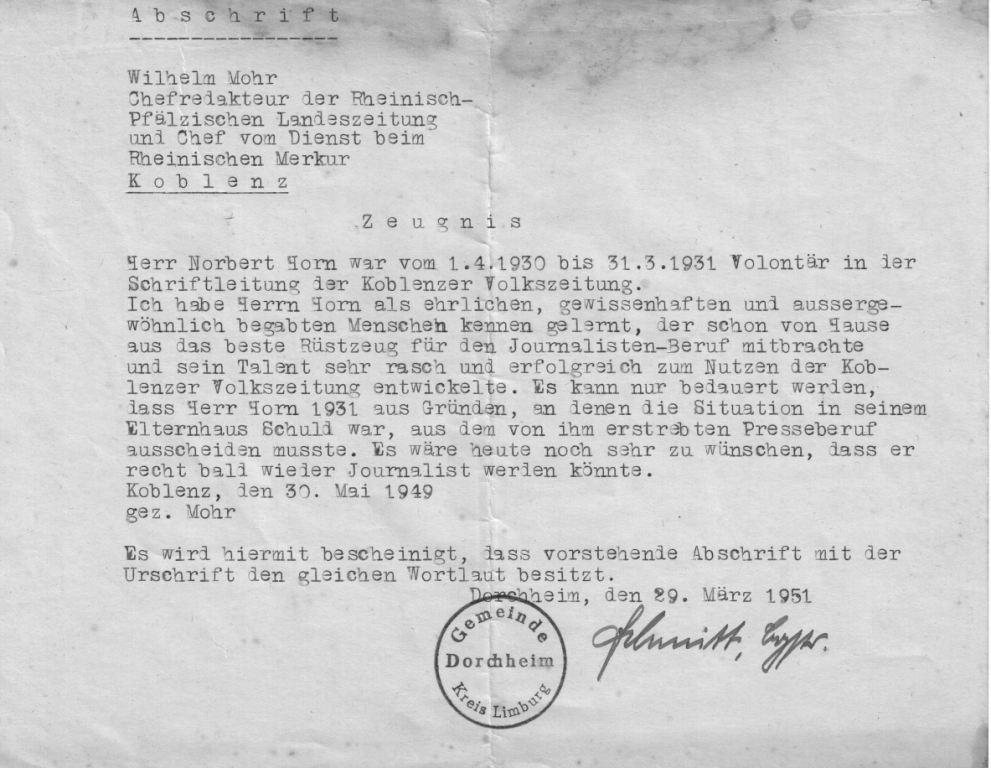 A b s c h r i f t
Wilhelm Mohr
Chefredakteur der Rheinisch-
Pfälzischen Landeszeitung
und Chef vom Dienst beim
Rheinischen Merkur
K o b l e n z
Z e u g n i s
Herr Norbert Horn war vom 1.4.1930 bis 31.3.1931 Volontär in der
Schriftleitung der Koblenzer Volkszeitung.
Ich habe Herrn Horn als ehrlichen, gewissenhaften und ausserge-
wöhnlich begabten Menschen kennen gelernt, der schon von Hause
aus das beste Rüstzeug für den Journalisten-Beruf mitbrachte
und sein Talent sehr rasch und erfolgreich zum Nutzen der Kob-
lenzer Volkszeitung entwickelte. Es kann nur bedauert werden,
dass Herr Horn 1931 aus Gründen, an denen die Situation in seinem
Elternhaus Schuld war, aus dem von ihm erstrebten Presseberuf
ausscheiden musste. Es wäre heute noch sehr zu wünschen, dass er
recht bald wieder Journalist werden könnte.
Koblenz, den 30. Mai 1949
gez. Mohr
Es wird hiermit bescheinigt, dass vorstehende Abschrift mit der
Urschrift den gleichen Wortlaut besitzt.
Dorchheim, den 29. März 1951
Gemeinde
Dorchheim
Kreis Limburg
Schmitt, Bgstr.